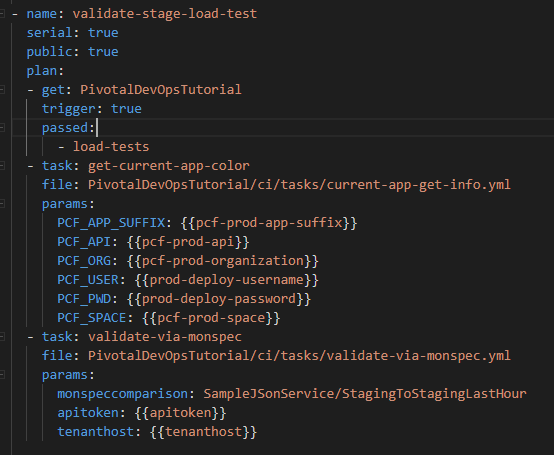 - name: validate-stage-load-test
  serial: true
  public: true
  plan:
  - get: PivotalDevOpsTutorial
    trigger: true
    passed:
      - load-tests
  - task: get-current-app-color
    file: PivotalDevOpsTutorial/ci/tasks/current-app-get-info.yml
    params:
      PCF_APP_SUFFIX: {{pcf-prod-app-suffix}}
      PCF_API: {{pcf-prod-api}}
      PCF_ORG: {{pcf-prod-organization}}
      PCF_USER: {{prod-deploy-username}}
      PCF_PWD: {{prod-deploy-password}}
      PCF_SPACE: {{pcf-prod-space}}
  - task: validate-via-monspec
    file: PivotalDevOpsTutorial/ci/tasks/validate-via-monspec.yml
    params:
      monspeccomparison: SampleJSonService/StagingToStagingLastHour
      apitoken: {{apitoken}}
      tenanthost: {{tenanthost}}